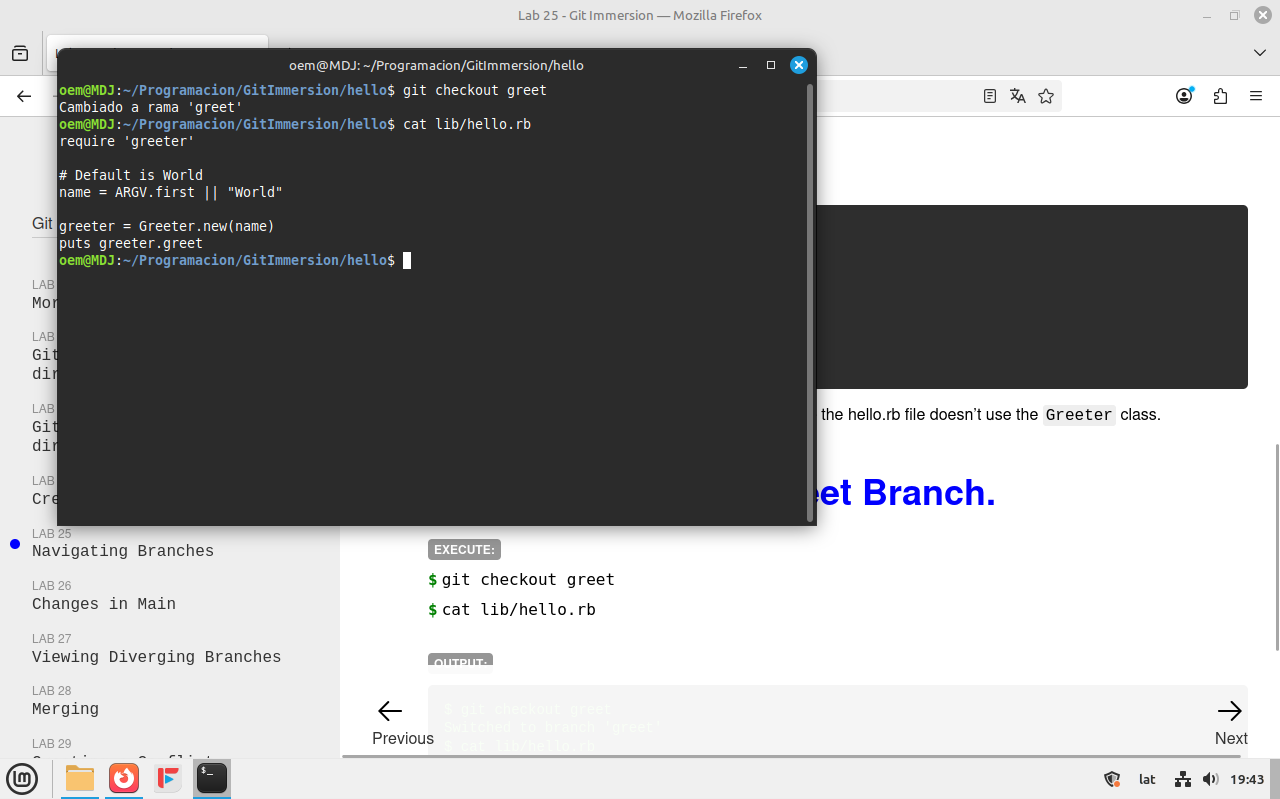 Lab 25 - Git Immersion — Mozilla Firefox
oem@MDJ: ~/Programacion/GitImmersion/hello
oem@MDJ:~/Programacion/GitImmersion/hello$ git checkout greet
Cambiado a rama 'greet'
oem@MDJ:~/Programacion/GitImmersion/hello$ cat lib/hello.rb
require 'greeter'
# Default is World
name = ARGV.first || "World"
greeter = Greeter.new(name)
puts greeter.greet
oem@MDJ:~/Programacion/GitImmersion/hello$
Git
LAB
Mor
LAB
Git
dir
LAB
Git
dir
LAB
Cre
LAB 25
Navigating Branches
LAB 26
Changes in Main
LAB 27
Viewing Diverging Branches
LAB 28
Merging
LAB 29
the hello.rb file doesn’t use the Greeter class.
eet Branch.
EXECUTE:
$ git checkout greet
$ cat lib/hello.rb
OUTPUT:
$ git checkout greet
Switched to branch 'greet'
$ cat lib/hello.rb
Previous
Next
lat
19:43